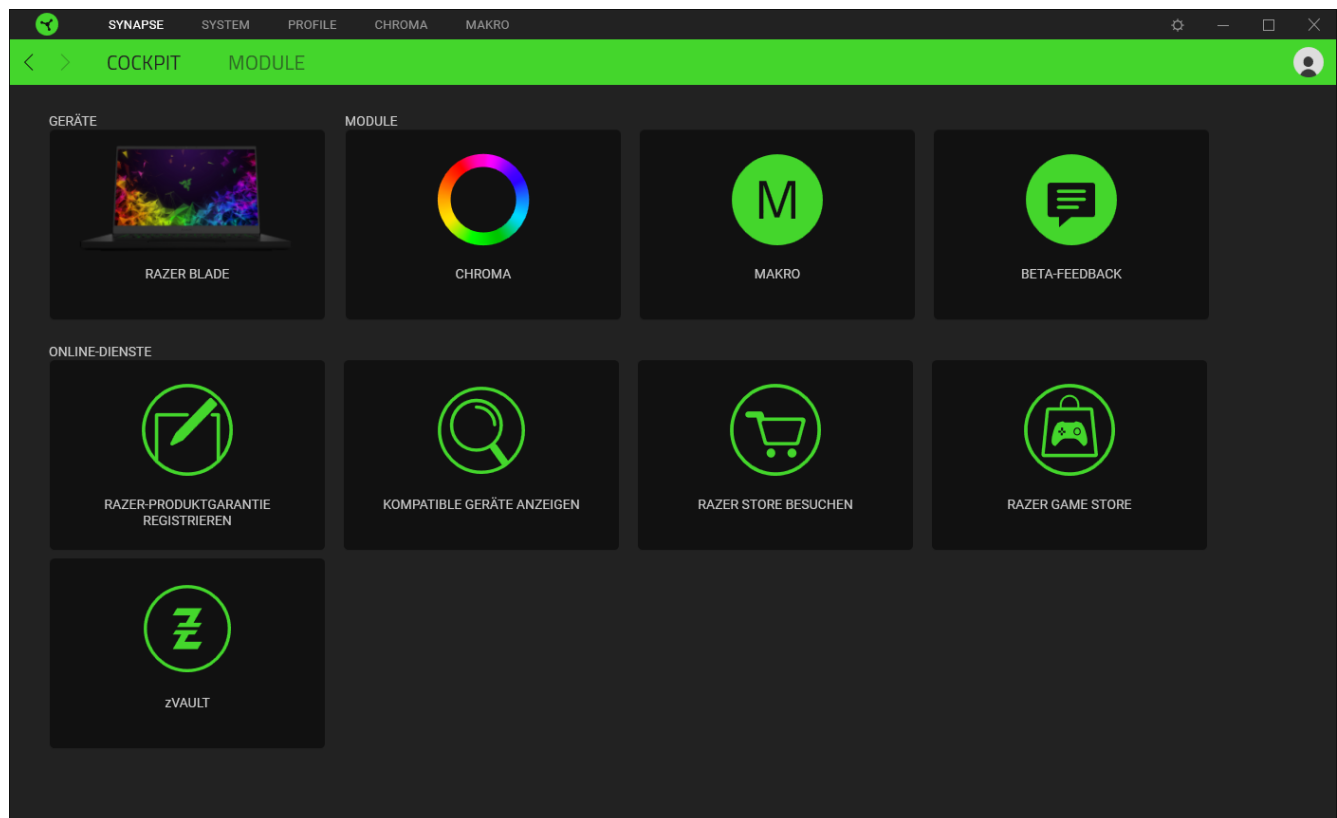 SYNAPSE SYSTEM PROFILE CHROMA MAKRO
COCKPIT MODULE
GERÄTE MODULE
M
RAZER BLADE CHROMA MAKRO BETA-FEEDBACK
ONLINE-DIENSTE
RAZER-PRODUKTGARANTIE
REGISTRIEREN
KOMPATIBLE GERÄTE ANZEIGEN
RAZER STORE BESUCHEN
RAZER GAME STORE
zVAULT